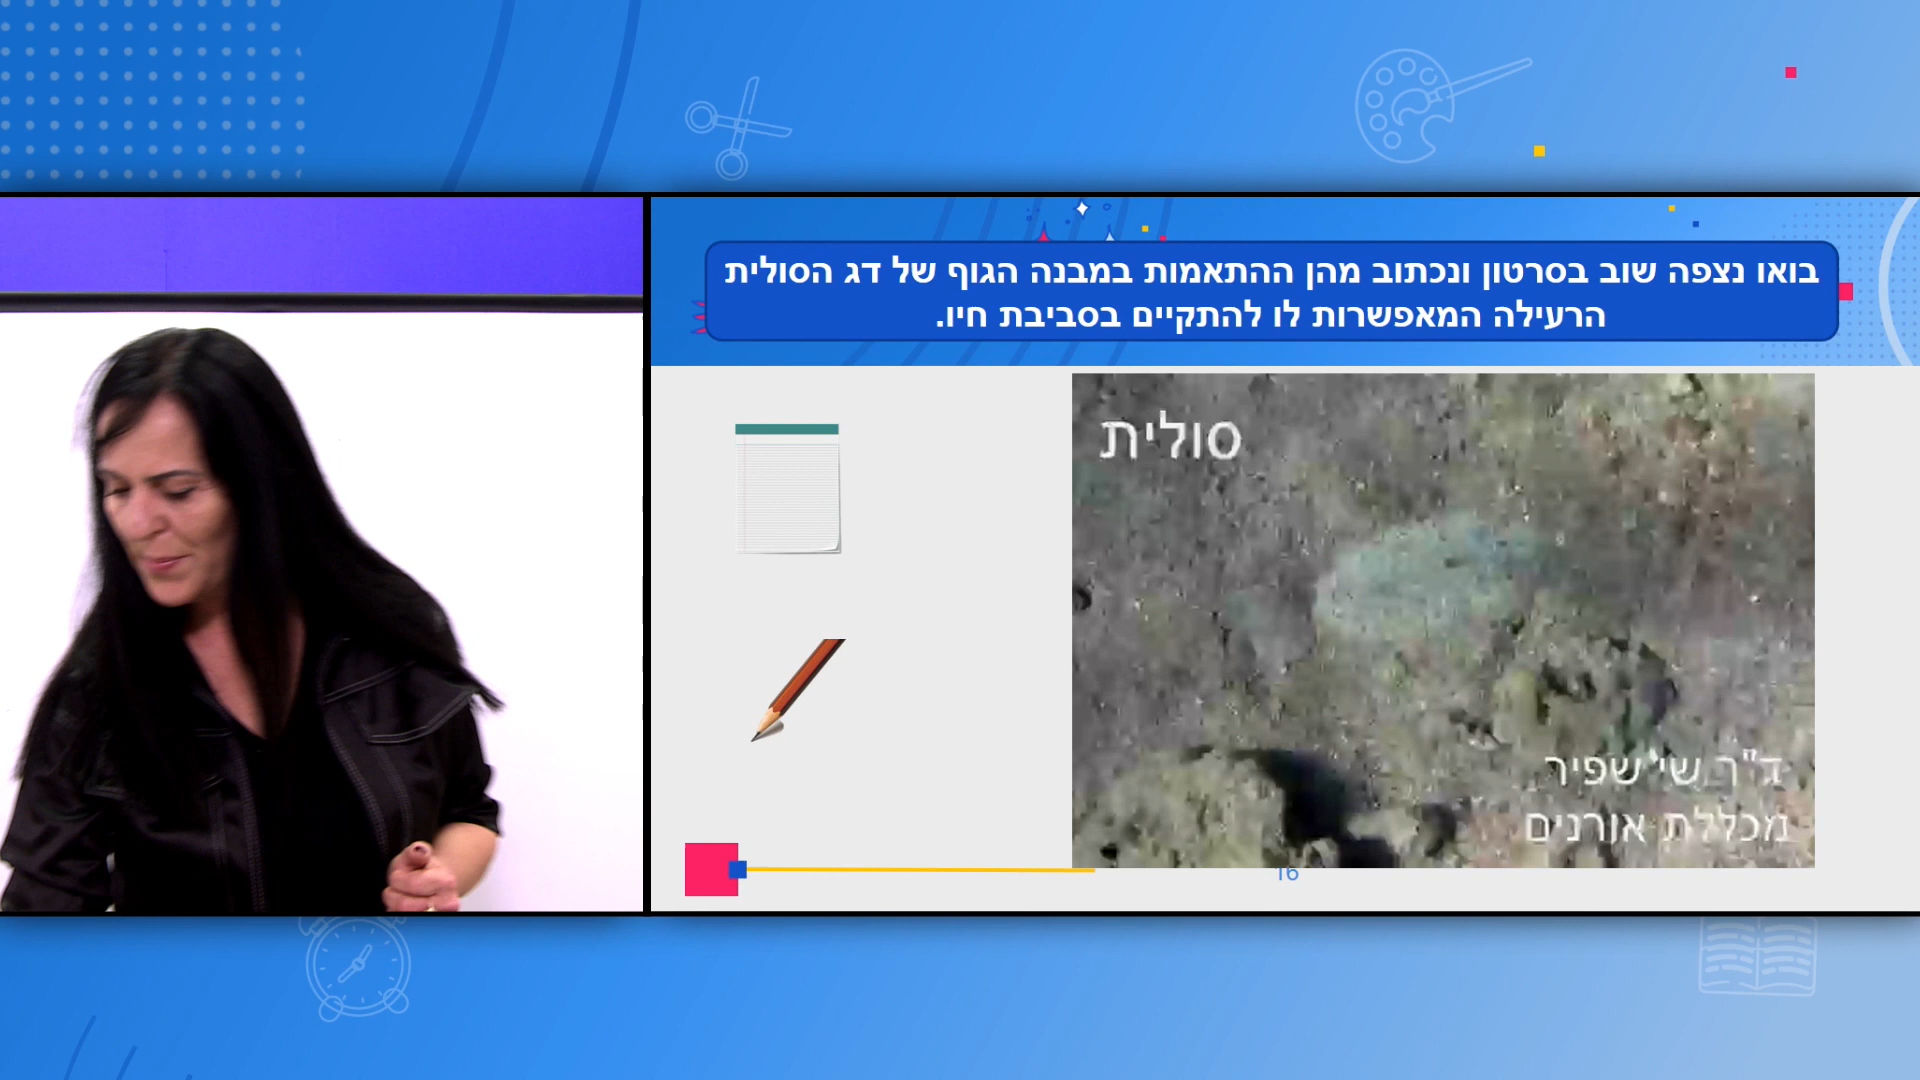 בואו נצפה שוב בסרטון ונכתוב מהן ההתאמות במבנה הגוף של דג הסולית
הרעילה המאפשרות לו להתקיים בסביבת חיו.
סולית
ד"ר שי שפיר
מכללת אורנים
16